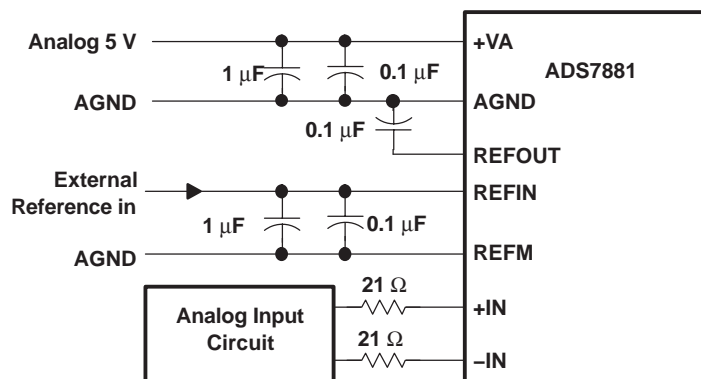 Analog 5 V
+VA
1 μF
0.1 μF
ADS7881
AGND
AGND
0.1 μF
REFOUT
External
Reference in
REFIN
1 μF
0.1 μF
AGND
REFM
21 Ω
+IN
Analog Input
Circuit
21 Ω
−IN